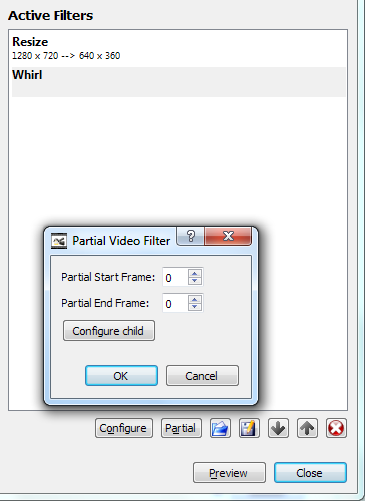 Active Filters
Resize
1280 x 720 --> 640 x 360
Whirl
Partial Video Filter
?
Partial Start Frame: 0
Partial End Frame: 0
Configure child
OK Cancel
Configure Partial
Preview Close